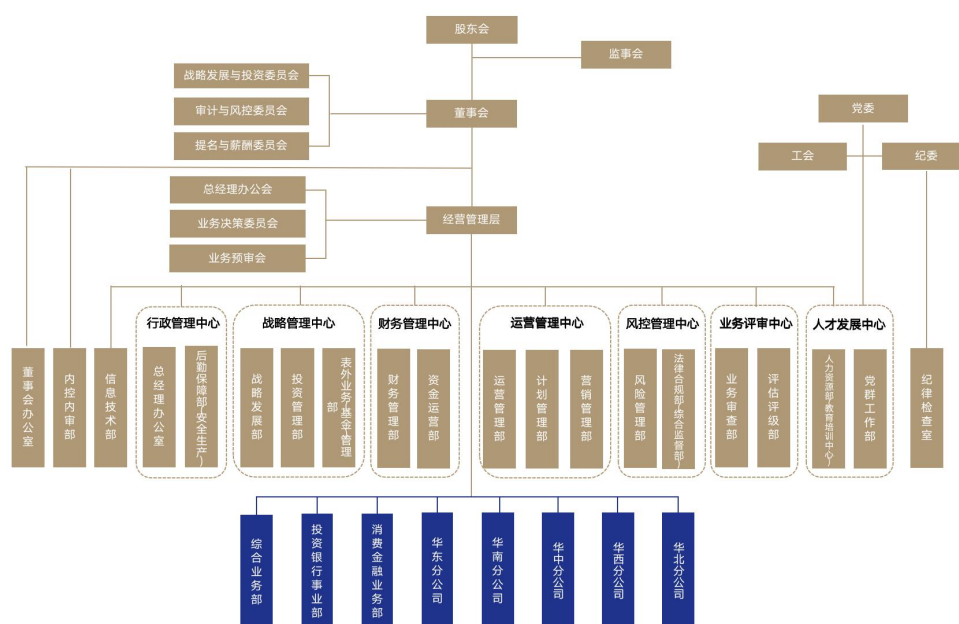 股东会
监事会
战略发展与投资委员会
审计与风控委员会
提名与薪酬委员会
董事会
党委
工会
纪委
总经理办公会
业务决策委员会
业务预审会
经营管理层
行政管理中心
战略管理中心
财务管理中心
运营管理中心
风控管理中心
业务评审中心
人才发展中心
董事会办公室
内控内审部
信息技术部
总经理办公室
后勤保障部(安全生产)
战略发展部
投资管理部
表外业务(基金)管理
部
财务管理部
资金运营部
运营管理部
计划管理部
营销管理部
风险管理部
法律合规部(综合监督部)
业务审查部
评估评级部
人力资源部(教育培训中心)
党群工作部
纪律检查室
综合业务部
投资银行事业部
消费金融业务部
华东分公司
华南分公司
华中分公司
华西分公司
华北分公司